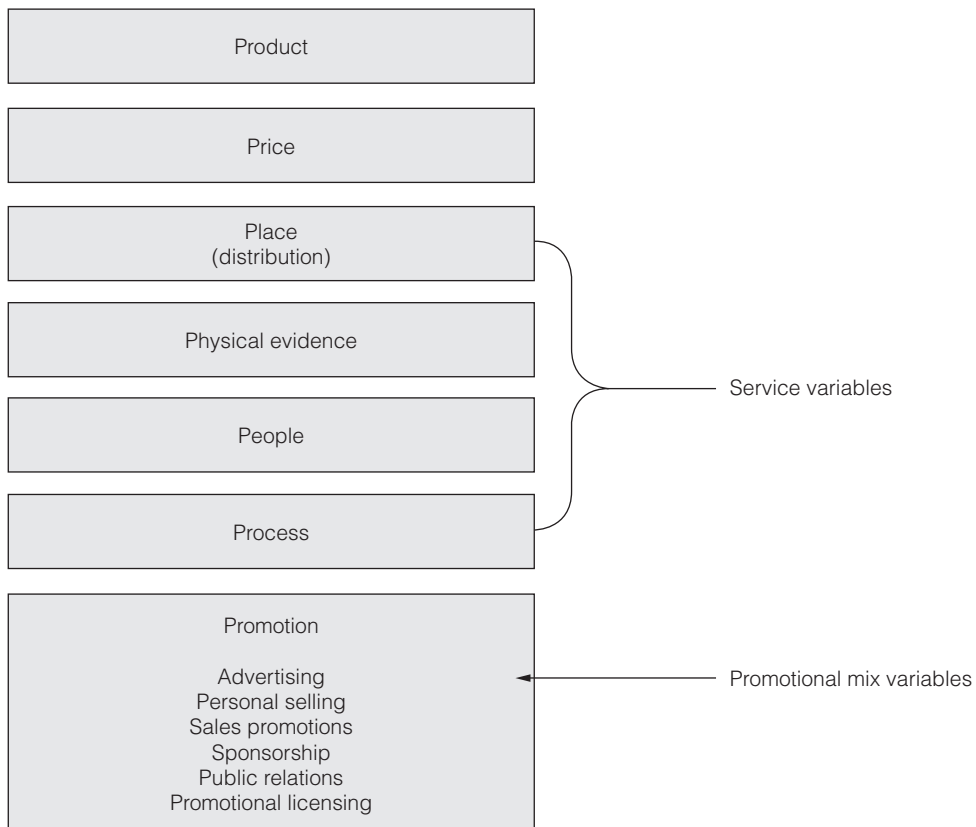 Product
Price
Place
(distribution)
Physical evidence
People
Service variables
Process
Promotion
Advertising
Personal selling
Sales promotions
Sponsorship
Public relations
Promotional licensing
Promotional mix variables